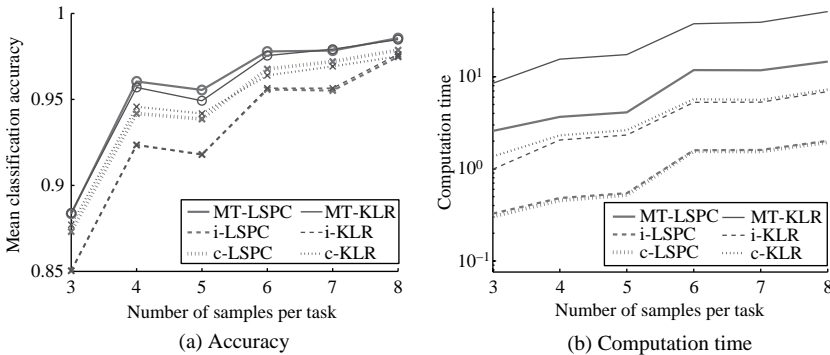 Mean classification accuracy
1
0.95
0.9
0.85
3 4 5 6 7 8
MT-LSPC MT-KLR
i-LSPC i-KLR
c-LSPC c-KLR
Number of samples per task
(a) Accuracy
Computation time
10^1
10^0
10^−1
3 4 5 6 7 8
MT-LSPC MT-KLR
i-LSPC i-KLR
c-LSPC c-KLR
Number of samples per task
(b) Computation time